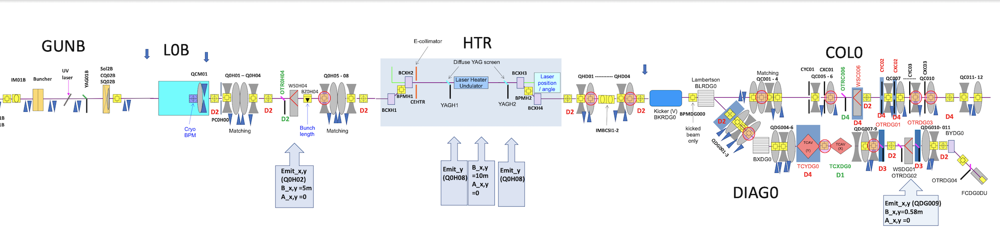 GUNB
L0B
HTR
COL0
DIAG0
1B
1B
IM01B
Buncher
UV
laser
YAG01B
Sol2B
CQ02B
SQ02B
QCM01
Cryo
BPM
D2
PC0H00
Q0H01 – Q0H04
Matching
D2
OTR0H04
D2
WS0H04
BZ0H04
Bunch
length
Q0H05 - 08
Matching
D2
E-collimator
BCXH1
BCXH2
BPMH1
CEHTR
Diffuse YAG screen
YAGH1
Laser Heater
Undulator
YAGH2
BCXH3
BPMH2
BCXH4
Laser
position
/ angle
D2
QHD01 ----------- QHD04
IMBCSI1-2
D2
Kicker (V)
BKRDG0
BPMDG000
kicked
beam
only
Lambertson
BLRDG0
Matching
QC001 - 4
CYC01
CXC01
QC005 - 6
OTRC006
D4
WSC006
D4
D2
CYC02
CXC02
QC007 -------- QC010
D4
D4
CYC03
CXC03
D4
QC011- 12
OTRDG01
OTRDG03
D2
QDG001-3
BXDG0
QDG004-6
TCAV
(Y)
TCYDG0
D4
TCAV
(X)
TCXDG0
D1
QDG007-9
D3
D2
WSDG01
OTRDG02
D3
QDG010- 011
D2
BYDG0
OTRDG04
FCDG0DU
Emit_x,y
(Q0H02)
B_x,y =5m
A_x,y =0
Emit_y
(Q0H08)
B_x,y
=10m
A_x,y
=0
Emit_y
(Q0H08)
Emit_x,y (QDG009)
B_x,y=0.58m
A_x,y =0